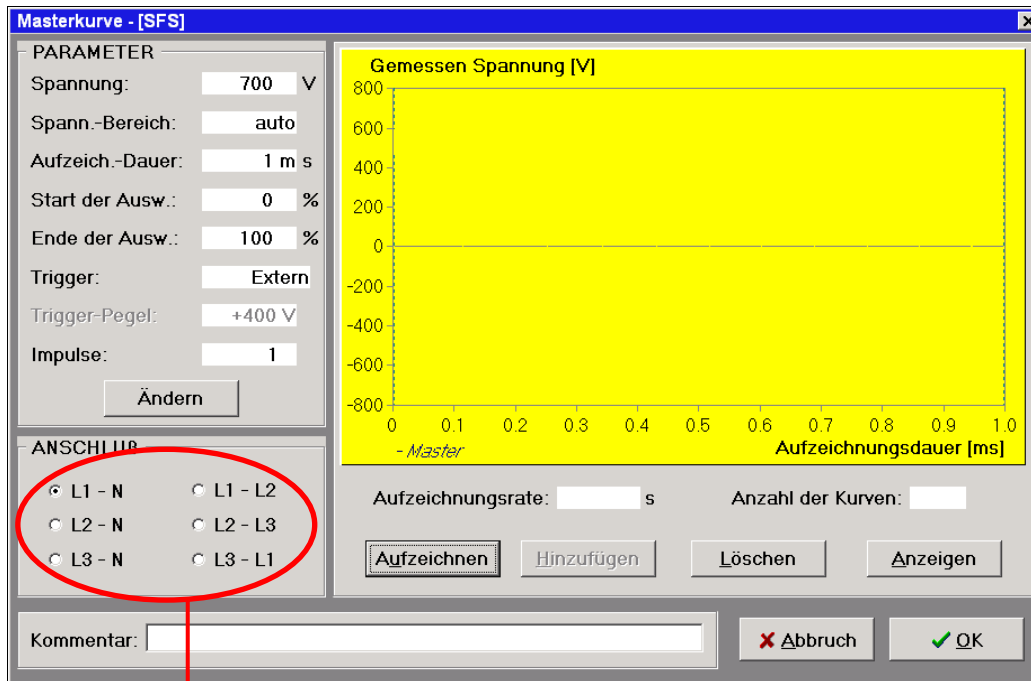 Masterkurve - [SFS]
PARAMETER
Spannung: 700 V
Spann.-Bereich: auto
Aufzeich.-Dauer: 1 m s
Start der Ausw.: 0 %
Ende der Ausw.: 100 %
Trigger: Extern
Trigger-Pegel: +400 V
Impulse: 1
Ändern
ANSCHLUß
L1 - N L1 - L2
L2 - N L2 - L3
L3 - N L3 - L1
Gemessen Spannung [V]
800
600
400
200
0
-200
-400
-600
-800
0 0.1 0.2 0.3 0.4 0.5 0.6 0.7 0.8 0.9 1.0
- Master Aufzeichnungsdauer [ms]
Aufzeichnungsrate: s Anzahl der Kurven:
Aufzeichnen Hinzufügen Löschen Anzeigen
Kommentar:
Abbruch OK